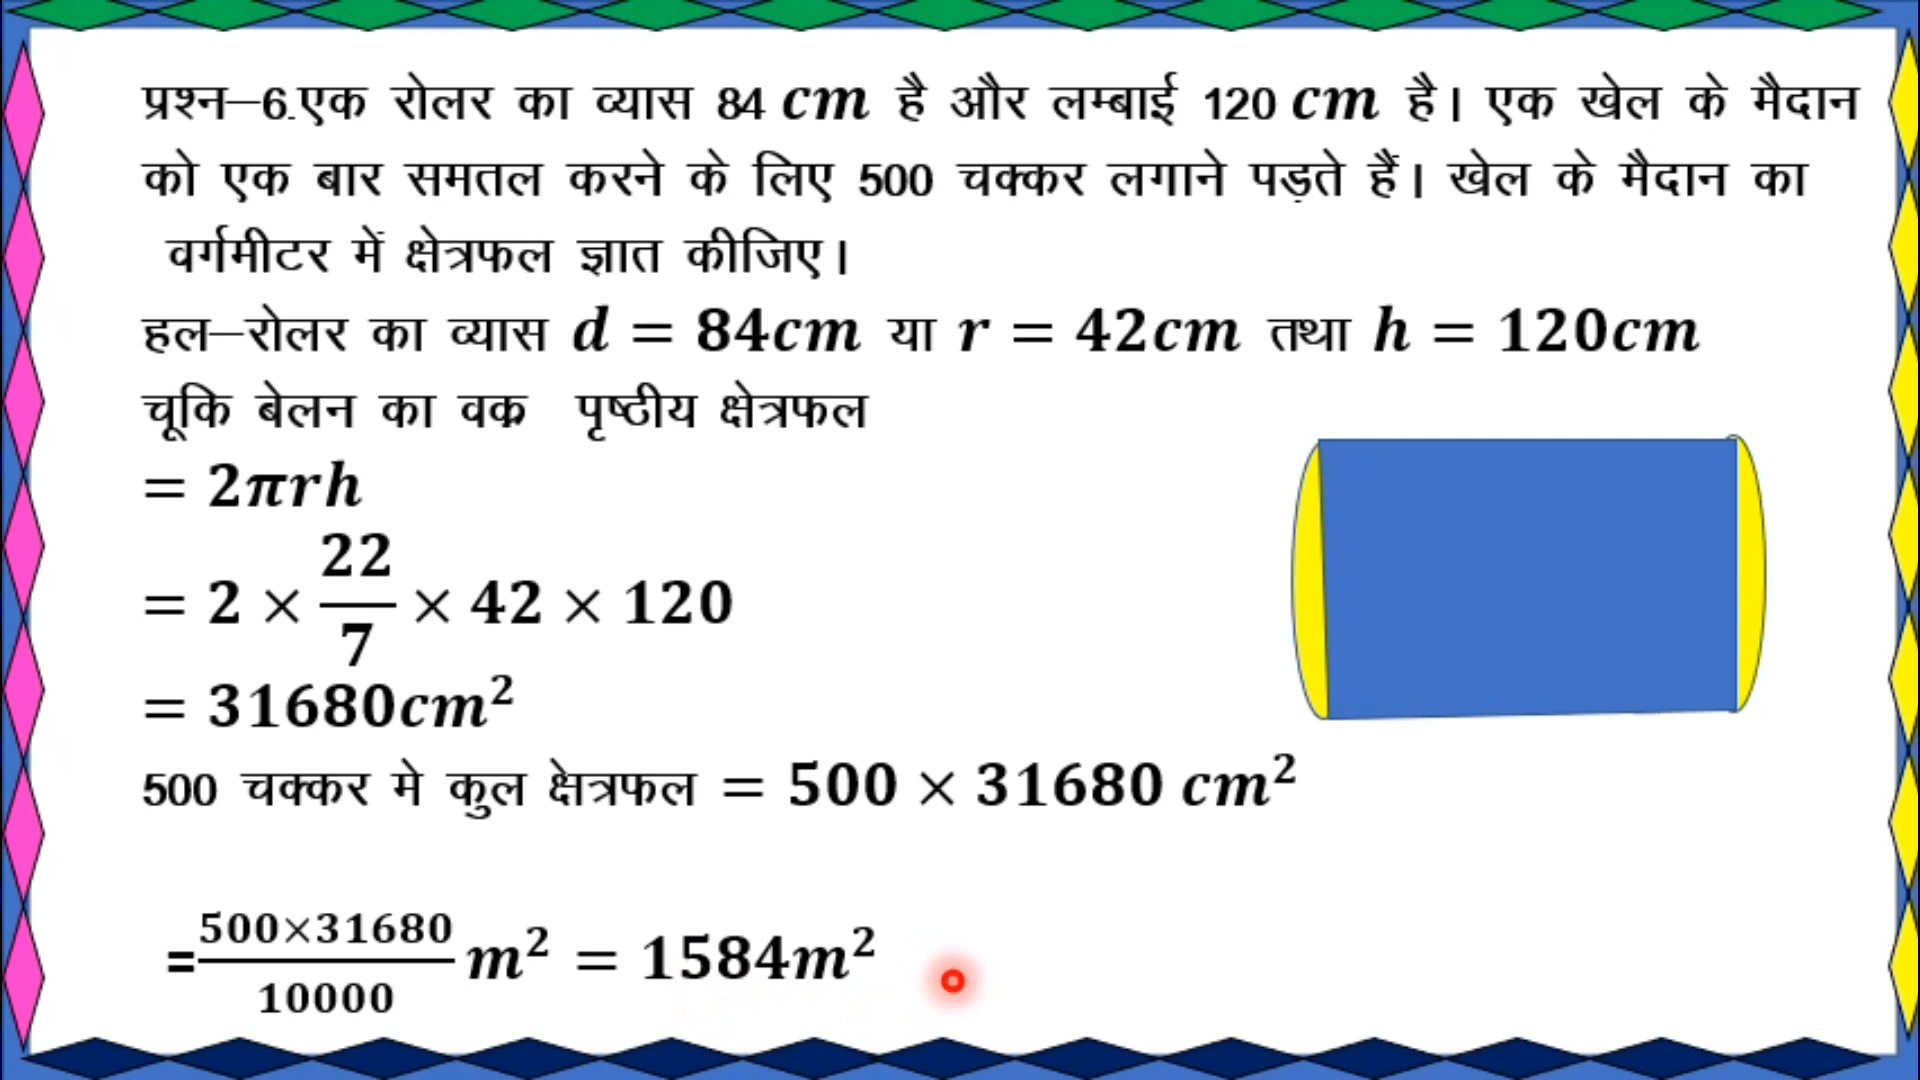 प्रश्न–6.एक रोलर का व्यास 84 cm है और लम्बाई 120 cm है। एक खेल के मैदान
को एक बार समतल करने के लिए 500 चक्कर लगाने पड़ते हैं। खेल के मैदान का
वर्गमीटर में क्षेत्रफल ज्ञात कीजिए।
हल–रोलर का व्यास d = 84cm या r = 42cm तथा h = 120cm
चूकि बेलन का वक्र पृष्ठीय क्षेत्रफल
= 2πrh
= 2 × 22/7 × 42 × 120
= 31680cm²
500 चक्कर मे कुल क्षेत्रफल = 500 × 31680 cm²
= 500×31680/10000 m² = 1584m²